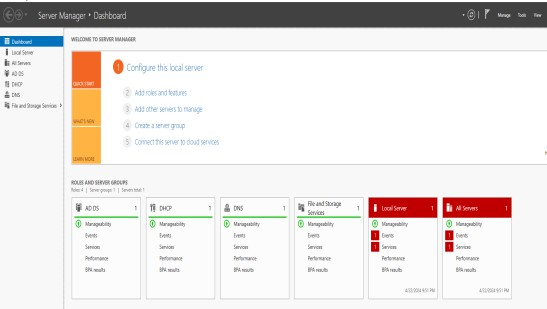 Server Manager • Dashboard
Manage Tools View
Dashboard
Local Server
All Servers
AD DS
DHCP
DNS
File and Storage Services
WELCOME TO SERVER MANAGER
QUICK START
WHAT'S NEW
LEARN MORE
1 Configure this local server
2 Add roles and features
3 Add other servers to manage
4 Create a server group
5 Connect this server to cloud services
ROLES AND SERVER GROUPS
Roles 4 | Server groups 1 | Servers total 1
AD DS 1
Manageability
Events
Services
Performance
BPA results
DHCP 1
Manageability
Events
Services
Performance
BPA results
DNS 1
Manageability
Events
Services
Performance
BPA results
File and Storage Services 1
Manageability
Events
Services
Performance
BPA results
Local Server 1
Manageability
1 Events
1 Services
Performance
BPA results
4/22/2024 9:51 PM
All Servers 1
Manageability
1 Events
1 Services
Performance
BPA results
4/22/2024 9:51 PM